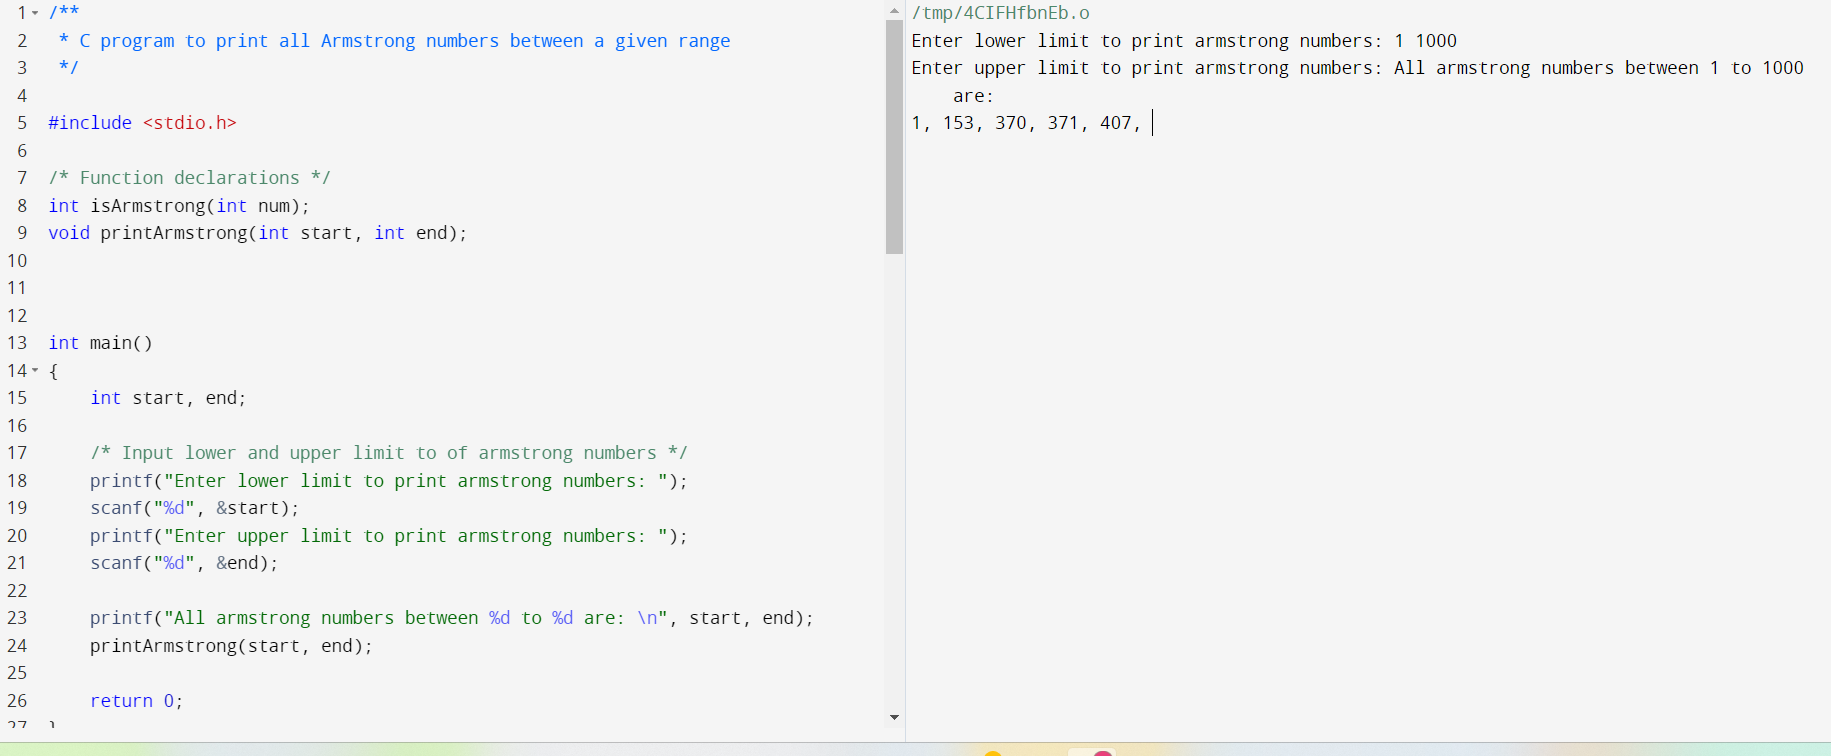 1 /**
2 * C program to print all Armstrong numbers between a given range
3 */
4
5 #include <stdio.h>
6
7 /* Function declarations */
8 int isArmstrong(int num);
9 void printArmstrong(int start, int end);
10
11
12
13 int main()
14 {
15 int start, end;
16
17 /* Input lower and upper limit to of armstrong numbers */
18 printf("Enter lower limit to print armstrong numbers: ");
19 scanf("%d", &start);
20 printf("Enter upper limit to print armstrong numbers: ");
21 scanf("%d", &end);
22
23 printf("All armstrong numbers between %d to %d are: \n", start, end);
24 printArmstrong(start, end);
25
26 return 0;
27 }
/tmp/4CIFHfbnEb.o
Enter lower limit to print armstrong numbers: 1 1000
Enter upper limit to print armstrong numbers: All armstrong numbers between 1 to 1000
are:
1, 153, 370, 371, 407,